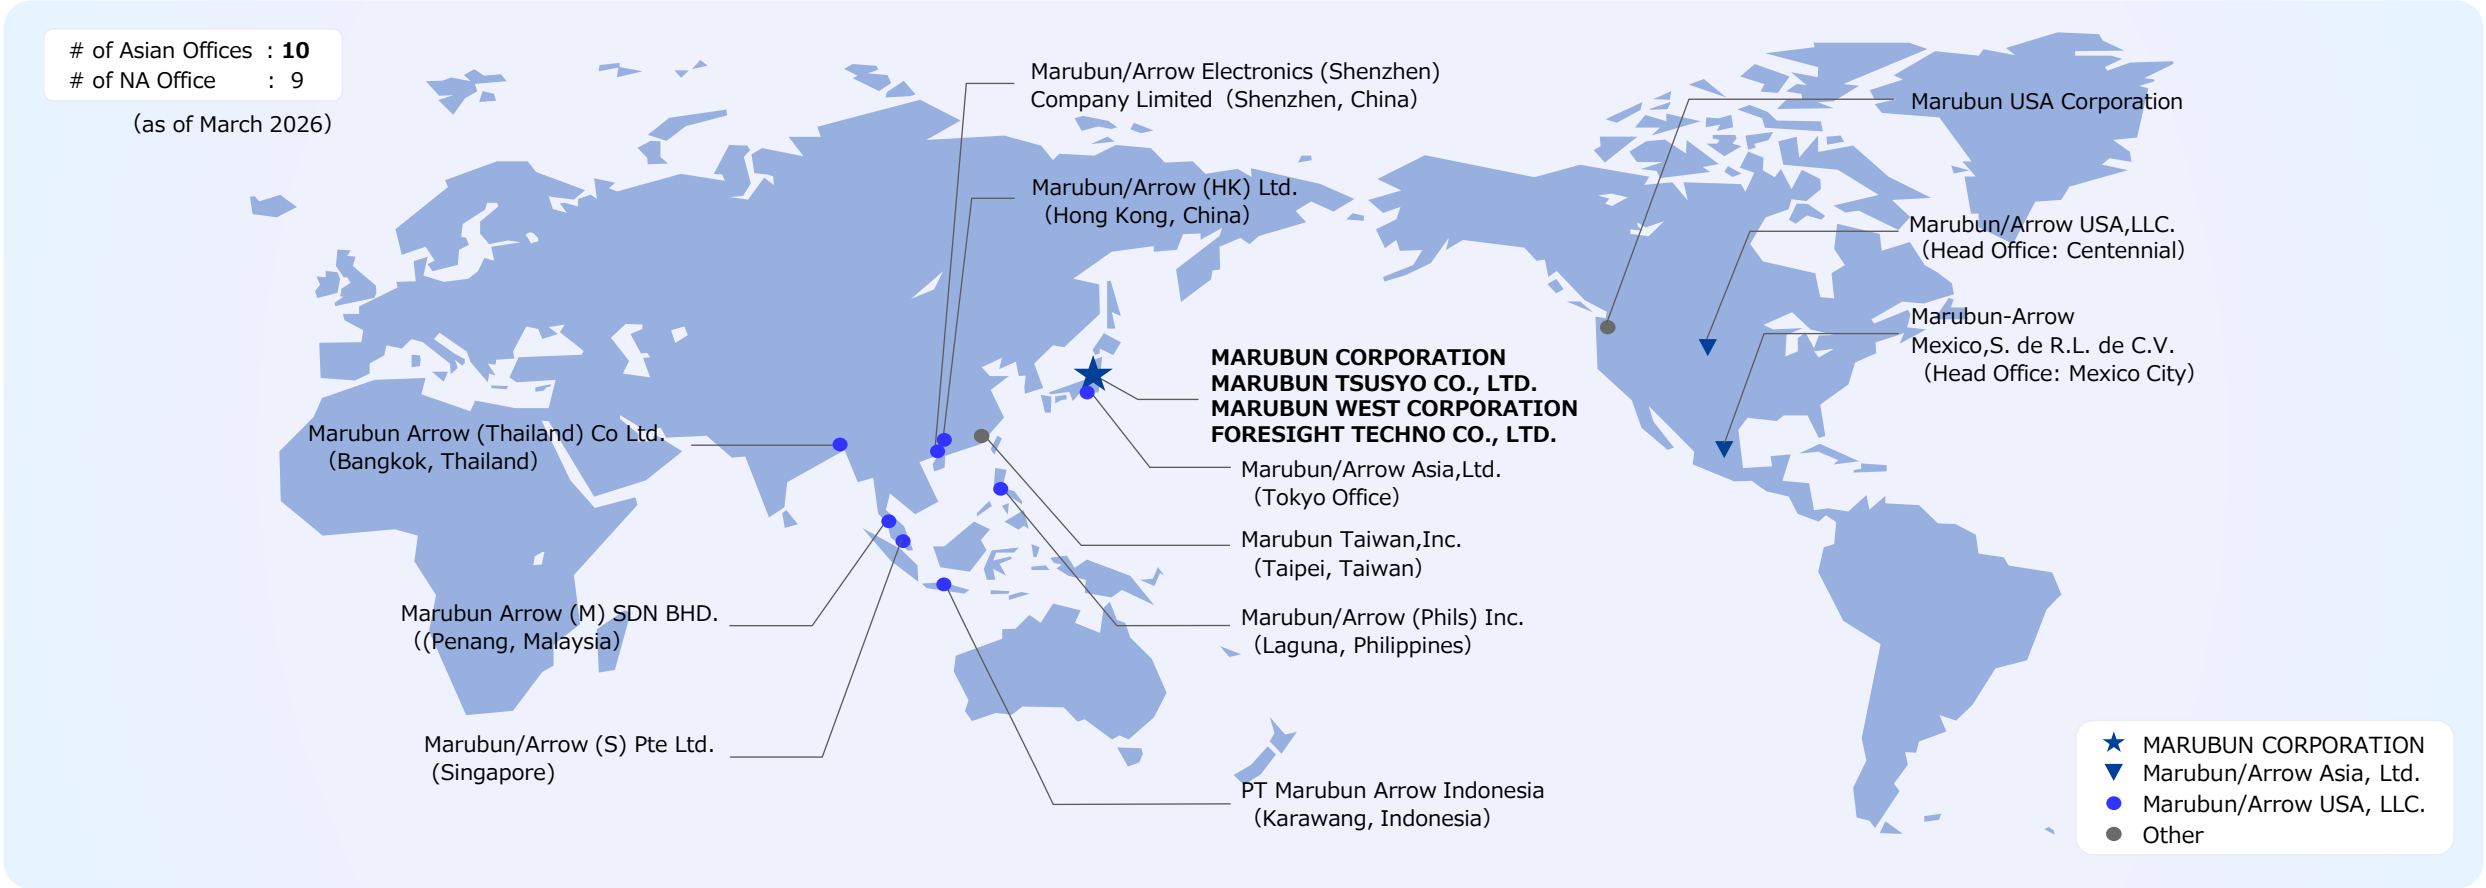 # of Asian Offices : 10
# of NA Office : 9
（as of March 2026）
Marubun/Arrow Electronics (Shenzhen)
Company Limited（Shenzhen, China）
Marubun/Arrow (HK) Ltd.
（Hong Kong, China）
Marubun USA Corporation
Marubun/Arrow USA,LLC.
（Head Office: Centennial）
Marubun-Arrow
Mexico,S. de R.L. de C.V.
（Head Office: Mexico City）
MARUBUN CORPORATION
MARUBUN TSUSYO CO., LTD.
MARUBUN WEST CORPORATION
FORESIGHT TECHNO CO., LTD.
Marubun Arrow (Thailand) Co Ltd.
（Bangkok, Thailand）
Marubun/Arrow Asia,Ltd.
（Tokyo Office）
Marubun Taiwan,Inc.
（Taipei, Taiwan）
Marubun Arrow (M) SDN BHD.
（(Penang, Malaysia）
Marubun/Arrow (Phils) Inc.
（Laguna, Philippines）
Marubun/Arrow (S) Pte Ltd.
(Singapore)
PT Marubun Arrow Indonesia
（Karawang, Indonesia）
MARUBUN CORPORATION
Marubun/Arrow Asia, Ltd.
Marubun/Arrow USA, LLC.
Other